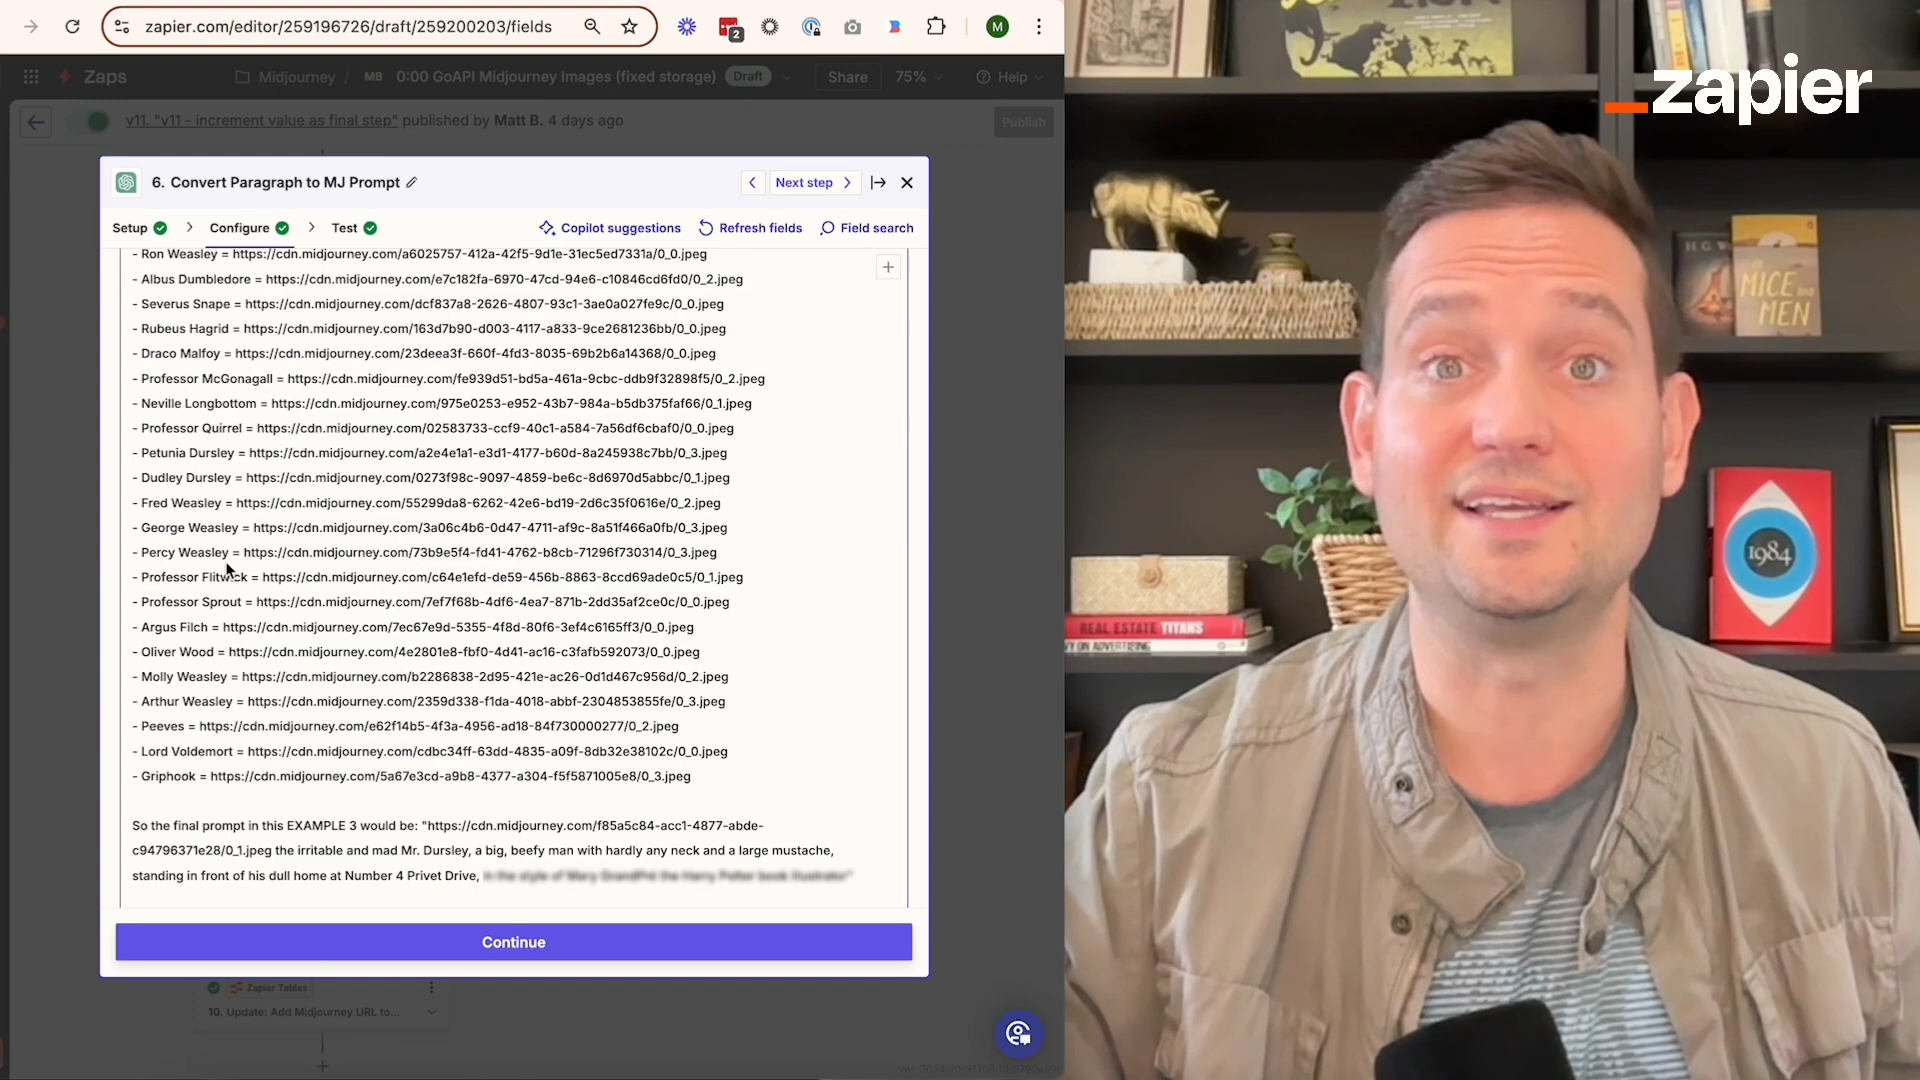 zapier.com/editor/259196726/draft/259200203/fields
2
M
Zaps
Midjourney /
MB
0:00 GoAPI Midjourney Images (fixed storage)
Draft
Share
75%
Help
v11. "v11 - increment value as final step" published by Matt B. 4 days ago
Publish
6. Convert Paragraph to MJ Prompt
Next step
Setup
Configure
Test
Copilot suggestions
Refresh fields
Field search
- Ron Weasley = https://cdn.midjourney.com/a6025757-412a-42f5-9d1e-31ec5ed7331a/0_0.jpeg
- Albus Dumbledore = https://cdn.midjourney.com/e7c182fa-6970-47cd-94e6-c10846cd6fd0/0_2.jpeg
- Severus Snape = https://cdn.midjourney.com/dcf837a8-2626-4807-93c1-3ae0a027fe9c/0_0.jpeg
- Rubeus Hagrid = https://cdn.midjourney.com/163d7b90-d003-4117-a833-9ce2681236bb/0_0.jpeg
- Draco Malfoy = https://cdn.midjourney.com/23deea3f-660f-4fd3-8035-69b2b6a14368/0_0.jpeg
- Professor McGonagall = https://cdn.midjourney.com/fe939d51-bd5a-461a-9cbc-ddb9f32898f5/0_2.jpeg
- Neville Longbottom = https://cdn.midjourney.com/975e0253-e952-43b7-984a-b5db375faf66/0_1.jpeg
- Professor Quirrel = https://cdn.midjourney.com/02583733-ccf9-40c1-a584-7a56df6cbaf0/0_0.jpeg
- Petunia Dursley = https://cdn.midjourney.com/a2e4e1a1-e3d1-4177-b60d-8a245938c7bb/0_3.jpeg
- Dudley Dursley = https://cdn.midjourney.com/0273f98c-9097-4859-be6c-8d6970d5abbc/0_1.jpeg
- Fred Weasley = https://cdn.midjourney.com/55299da8-6262-42e6-bd19-2d6c35f0616e/0_2.jpeg
- George Weasley = https://cdn.midjourney.com/3a06c4b6-0d47-4711-af9c-8a51f466a0fb/0_3.jpeg
- Percy Weasley = https://cdn.midjourney.com/73b9e5f4-fd41-4762-b8cb-71296f730314/0_3.jpeg
- Professor Flitwick = https://cdn.midjourney.com/c64e1efd-de59-456b-8863-8ccd69ade0c5/0_1.jpeg
- Professor Sprout = https://cdn.midjourney.com/7ef7f68b-4df6-4ea7-871b-2dd35af2ce0c/0_0.jpeg
- Argus Filch = https://cdn.midjourney.com/7ec67e9d-5355-4f8d-80f6-3ef4c6165ff3/0_0.jpeg
- Oliver Wood = https://cdn.midjourney.com/4e2801e8-fbf0-4d41-ac16-c3fafb592073/0_0.jpeg
- Molly Weasley = https://cdn.midjourney.com/b2286838-2d95-421e-ac26-0d1d467c956d/0_2.jpeg
- Arthur Weasley = https://cdn.midjourney.com/2359d338-f1da-4018-abbf-2304853855fe/0_3.jpeg
- Peeves = https://cdn.midjourney.com/e62f14b5-4f3a-4956-ad18-84f730000277/0_2.jpeg
- Lord Voldemort = https://cdn.midjourney.com/cdbc34ff-63dd-4835-a09f-8db32e38102c/0_0.jpeg
- Griphook = https://cdn.midjourney.com/5a67e3cd-a9b8-4377-a304-f5f5871005e8/0_3.jpeg
So the final prompt in this EXAMPLE 3 would be: "https://cdn.midjourney.com/f85a5c84-acc1-4877-abde-
c94796371e28/0_1.jpeg the irritable and mad Mr. Dursley, a big, beefy man with hardly any neck and a large mustache,
standing in front of his dull home at Number 4 Privet Drive,
Continue
Zapier Tables
10. Update: Add Midjourney URL to...
zapier
H.G. W
MICE AND
MEN
1984
REAL ESTATE TITANS
ON ADVERTISING